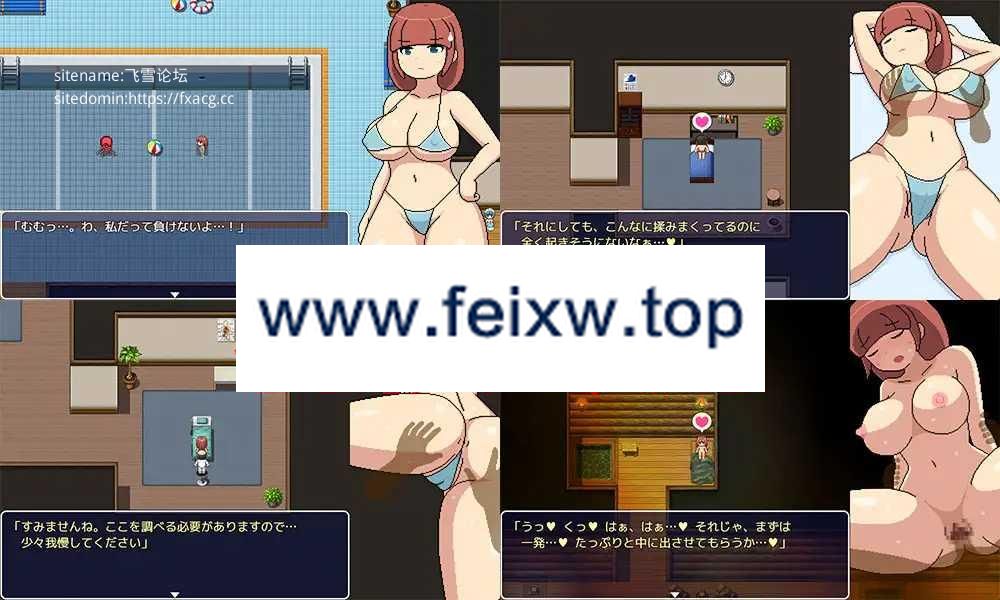 sitename:飞雪论坛
sitedomin:https://fxacg.cc
「むむっ…。わ、私だって負けないよ…!」
「それにしても、こんなに揉みまくってるのに
全く起きそうにないなぁ…♥」
www.feixw.top
「すみませんね。ここを調べる必要がありますので…
少々我慢してください」
「うっ♥ くっ♥ はぁ、はぁ…♥ それじゃ、まずは
一発…♥ たっぷりと中に出させてもらうか…♥」